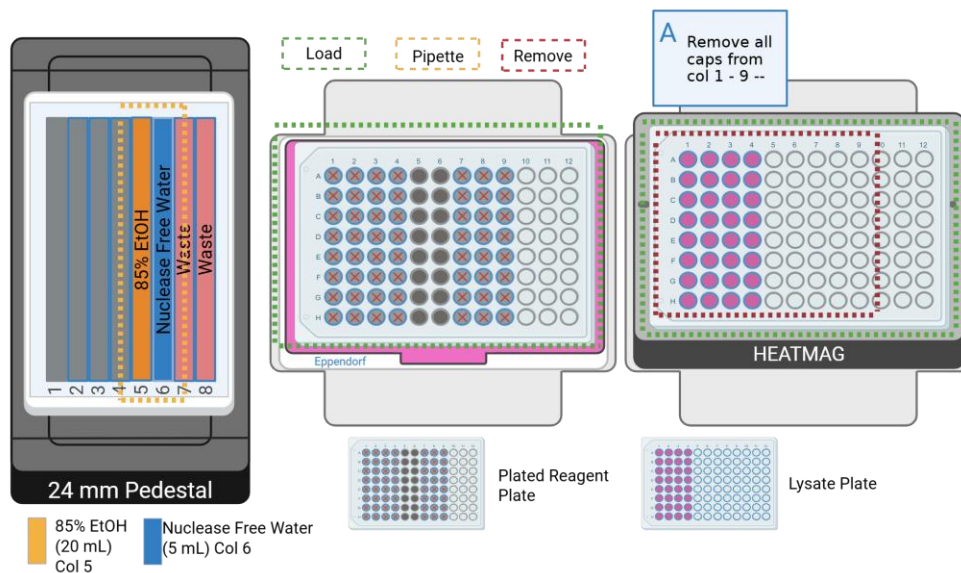 Load
Pipette
Remove
A
Remove all
caps from
col 1 - 9 --
85% EtOH
Nuclease Free Water
Wεεtε
Waste
1
2
3
4
5
6
7
8
24 mm Pedestal
85% EtOH
(20 mL)
Col 5
Nuclease Free Water
(5 mL) Col 6
1 2 3 4 5 6 7 8 9 10 11 12
A
B
C
D
E
F
G
H
Eppendorf
Plated Reagent
Plate
1 2 3 4 5 6 7 8 9 10 11 12
A
B
C
D
E
F
G
H
HEATMAG
Lysate Plate